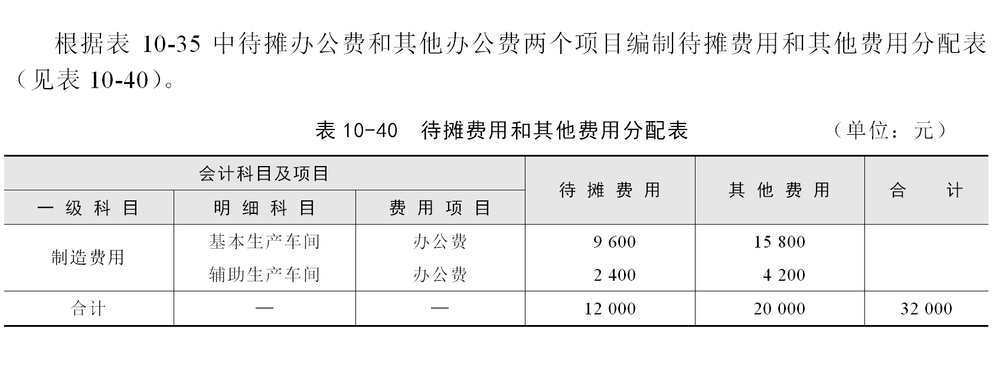 根据表 10-35 中待摊办公费和其他办公费两个项目编制待摊费用和其他费用分配表
（见表 10-40）。
表 10-40 待摊费用和其他费用分配表 （单位：元）
会计科目及项目 待摊费用 其他费用 合计
一级科目 明细科目 费用项目
制造费用 基本生产车间 办公费 9 600 15 800
辅助生产车间 办公费 2 400 4 200
合计 — — 12 000 20 000 32 000